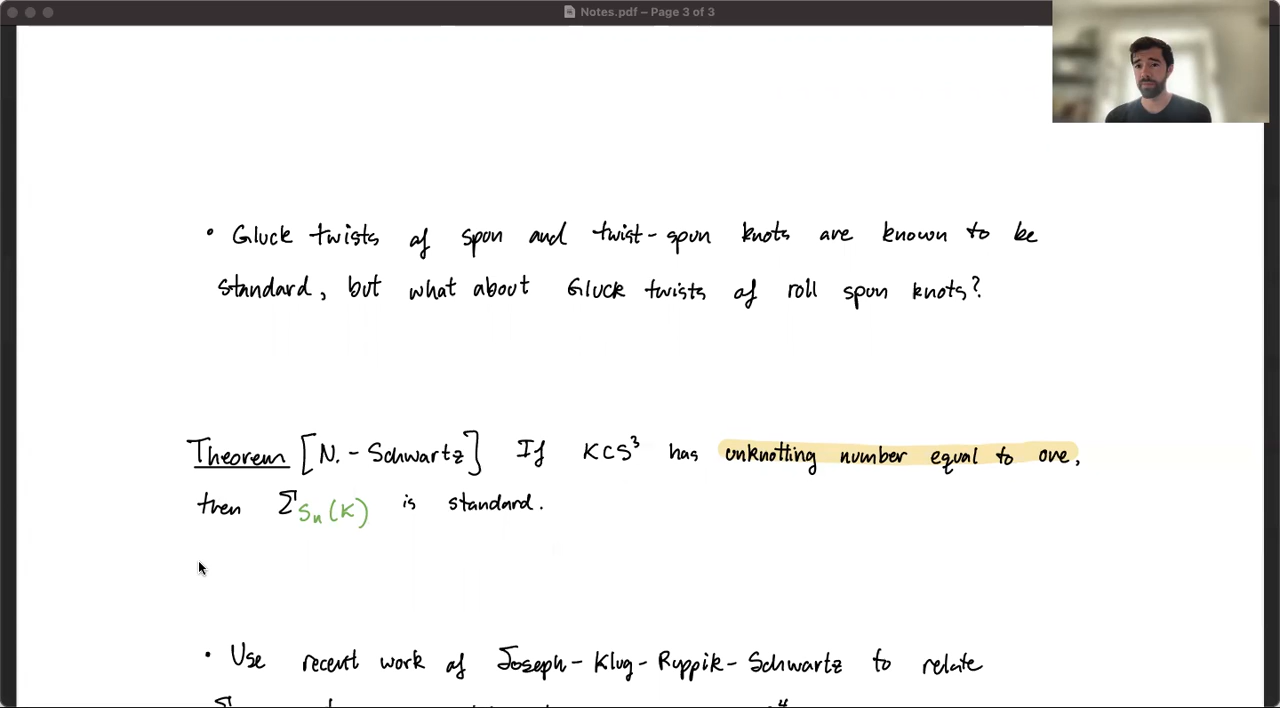 Notes.pdf – Page 3 of 3
• Gluck twists of spun and twist-spun knots are known to be
standard, but what about Gluck twists of roll spun knots?
Theorem [N. - Schwartz] If K⊂S³ has unknotting number equal to one,
then Σ_{Sₙ(K)} is standard.
• Use recent work of Joseph-Klug-Ruppik-Schwartz to relate